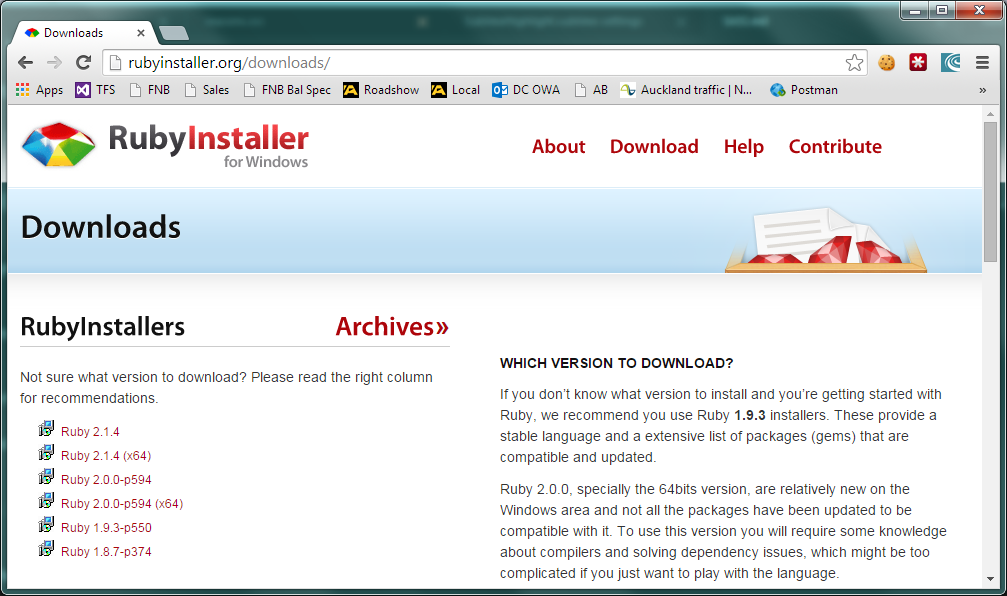 Downloads
rubyinstaller.org/downloads/
Apps TFS FNB Sales FNB Bal Spec Roadshow Local DC OWA AB Auckland traffic | N... Postman »
RubyInstaller
for Windows
About Download Help Contribute
Downloads
RubyInstallers Archives»
Not sure what version to download? Please read the right column
for recommendations.
Ruby 2.1.4
Ruby 2.1.4 (x64)
Ruby 2.0.0-p594
Ruby 2.0.0-p594 (x64)
Ruby 1.9.3-p550
Ruby 1.8.7-p374
WHICH VERSION TO DOWNLOAD?
If you don't know what version to install and you're getting started with
Ruby, we recommend you use Ruby 1.9.3 installers. These provide a
stable language and a extensive list of packages (gems) that are
compatible and updated.
Ruby 2.0.0, specially the 64bits version, are relatively new on the
Windows area and not all the packages have been updated to be
compatible with it. To use this version you will require some knowledge
about compilers and solving dependency issues, which might be too
complicated if you just want to play with the language.